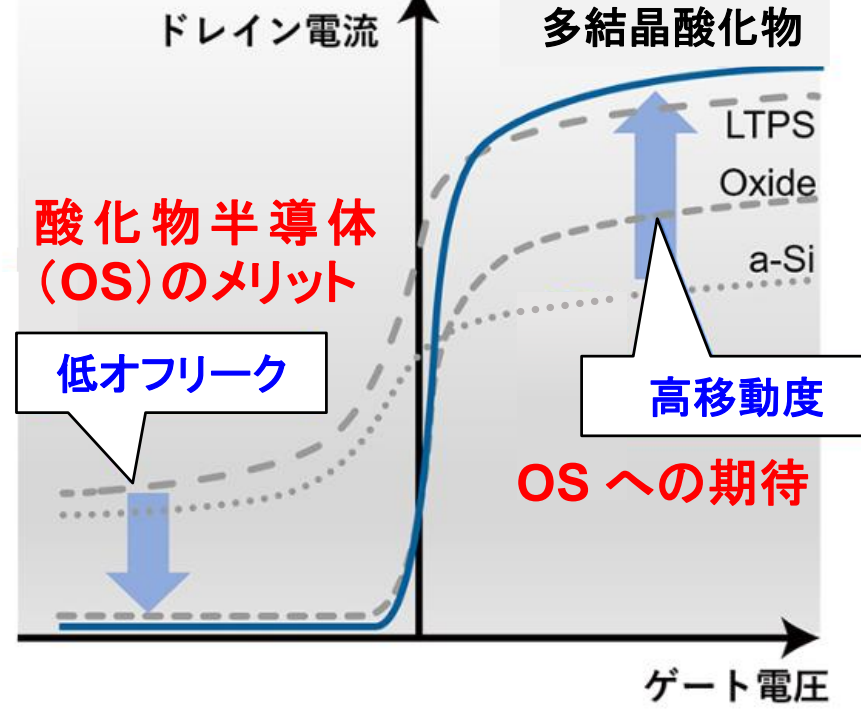 ドレイン電流
多結晶酸化物
LTPS
Oxide
a-Si
酸化物半導体
（OS）のメリット
低オフリーク
高移動度
OS への期待
ゲート電圧